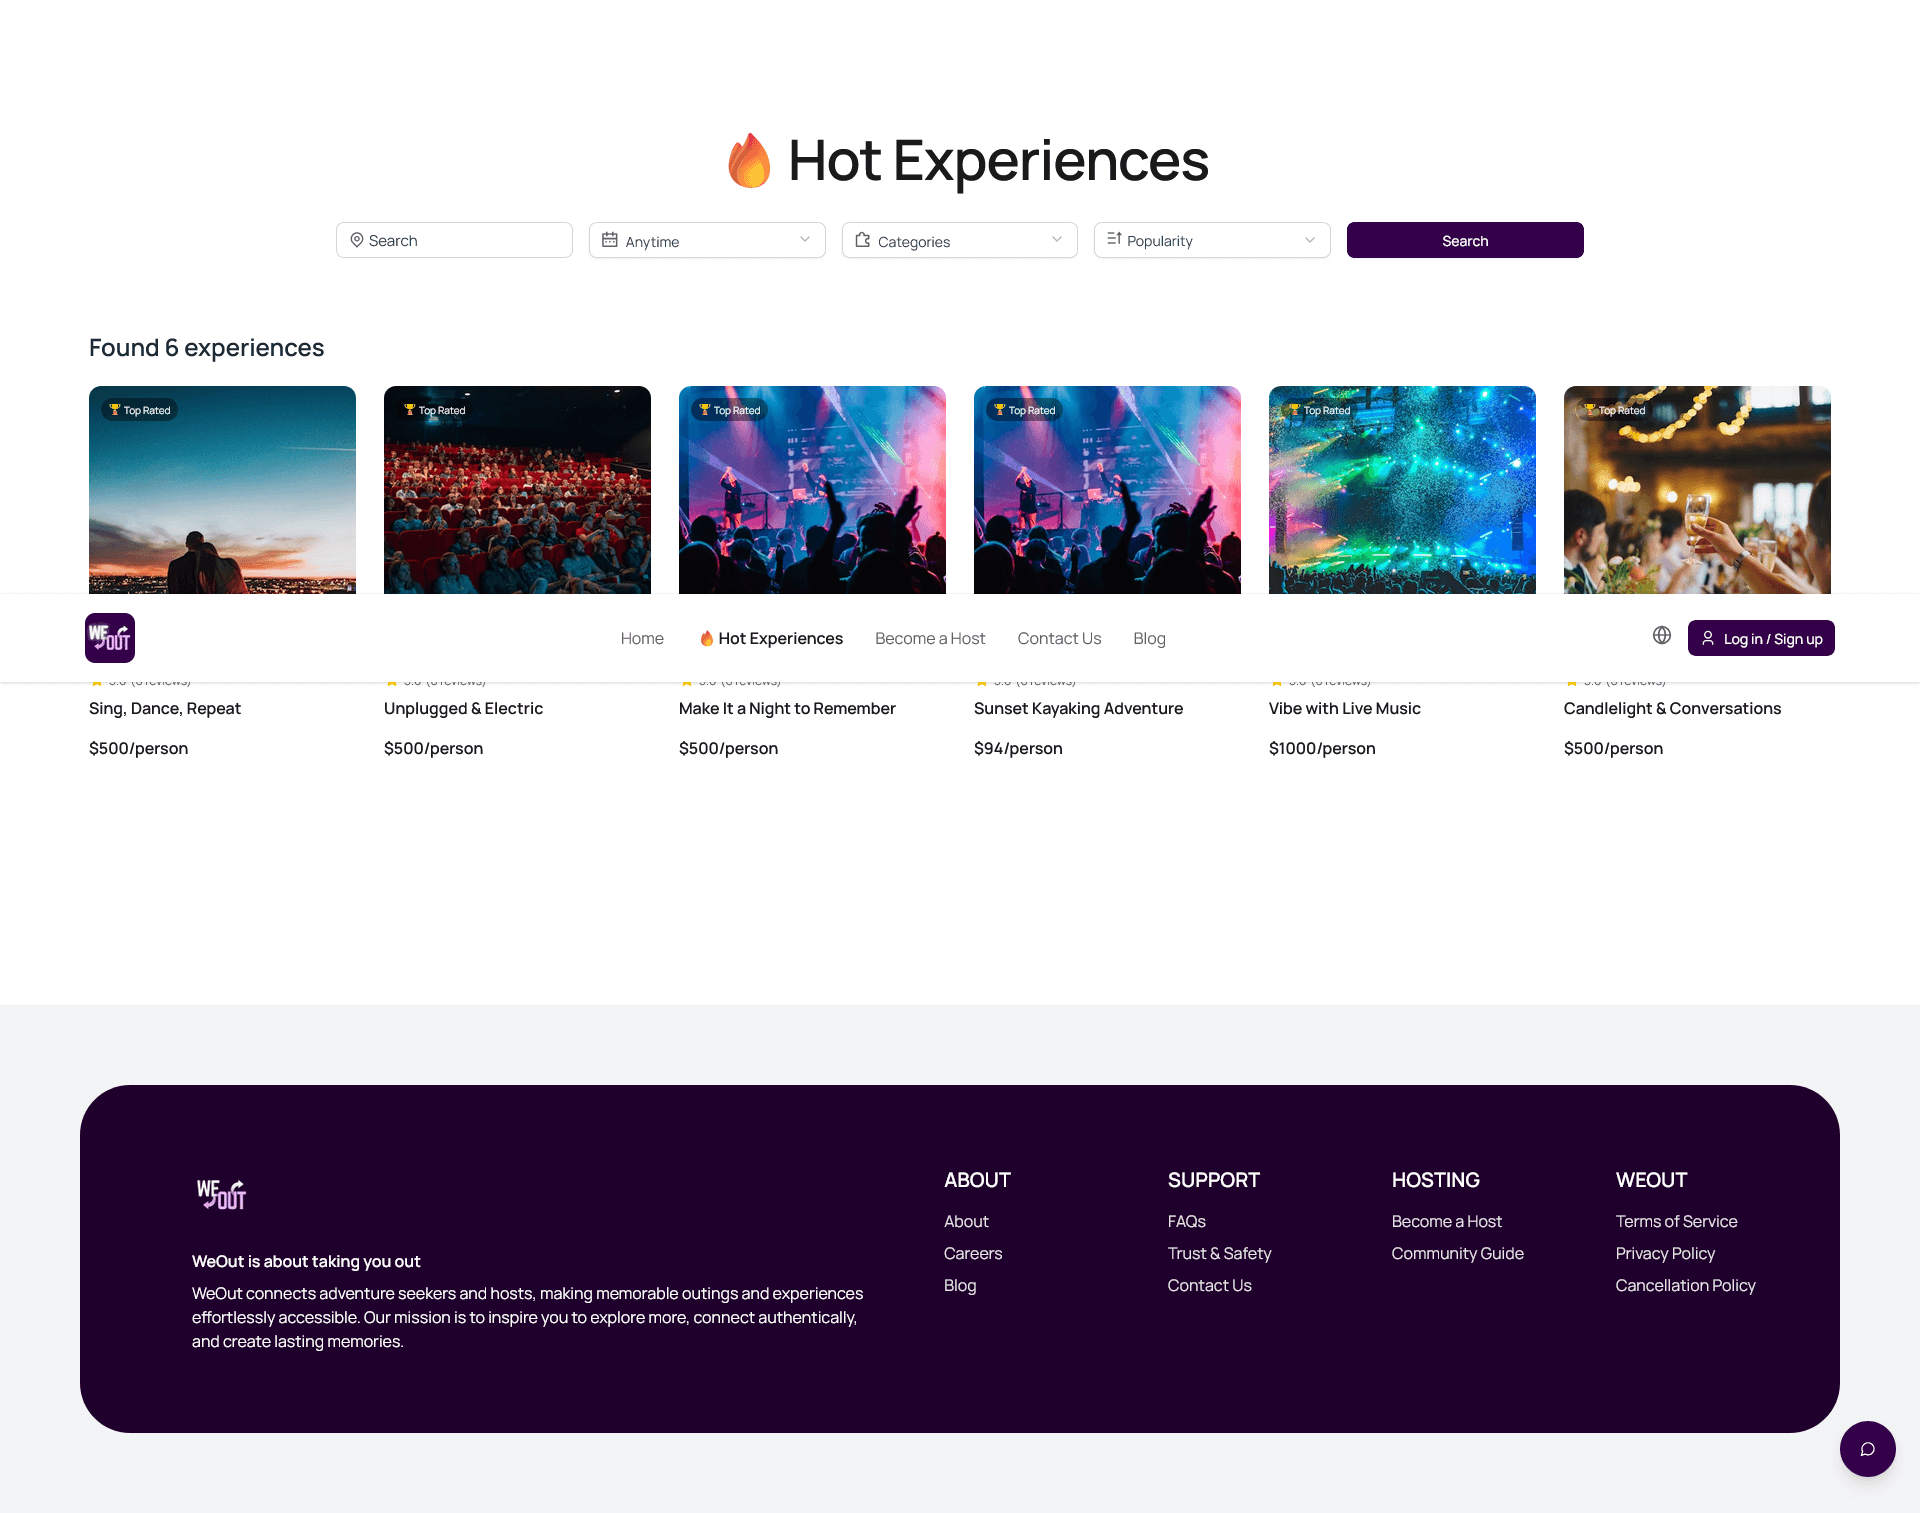 Hot Experiences
Search
Anytime
Categories
Popularity
Search
Found 6 experiences
Top Rated
Top Rated
Top Rated
Top Rated
Top Rated
Top Rated
WE OUT
Home
Hot Experiences
Become a Host
Contact Us
Blog
Log in / Sign up
Sing, Dance, Repeat
Unplugged & Electric
Make It a Night to Remember
Sunset Kayaking Adventure
Vibe with Live Music
Candlelight & Conversations
$500/person
$500/person
$500/person
$94/person
$1000/person
$500/person
WE OUT
WeOut is about taking you out
WeOut connects adventure seekers and hosts, making memorable outings and experiences
effortlessly accessible. Our mission is to inspire you to explore more, connect authentically,
and create lasting memories.
ABOUT
About
Careers
Blog
SUPPORT
FAQs
Trust & Safety
Contact Us
HOSTING
Become a Host
Community Guide
WEOUT
Terms of Service
Privacy Policy
Cancellation Policy